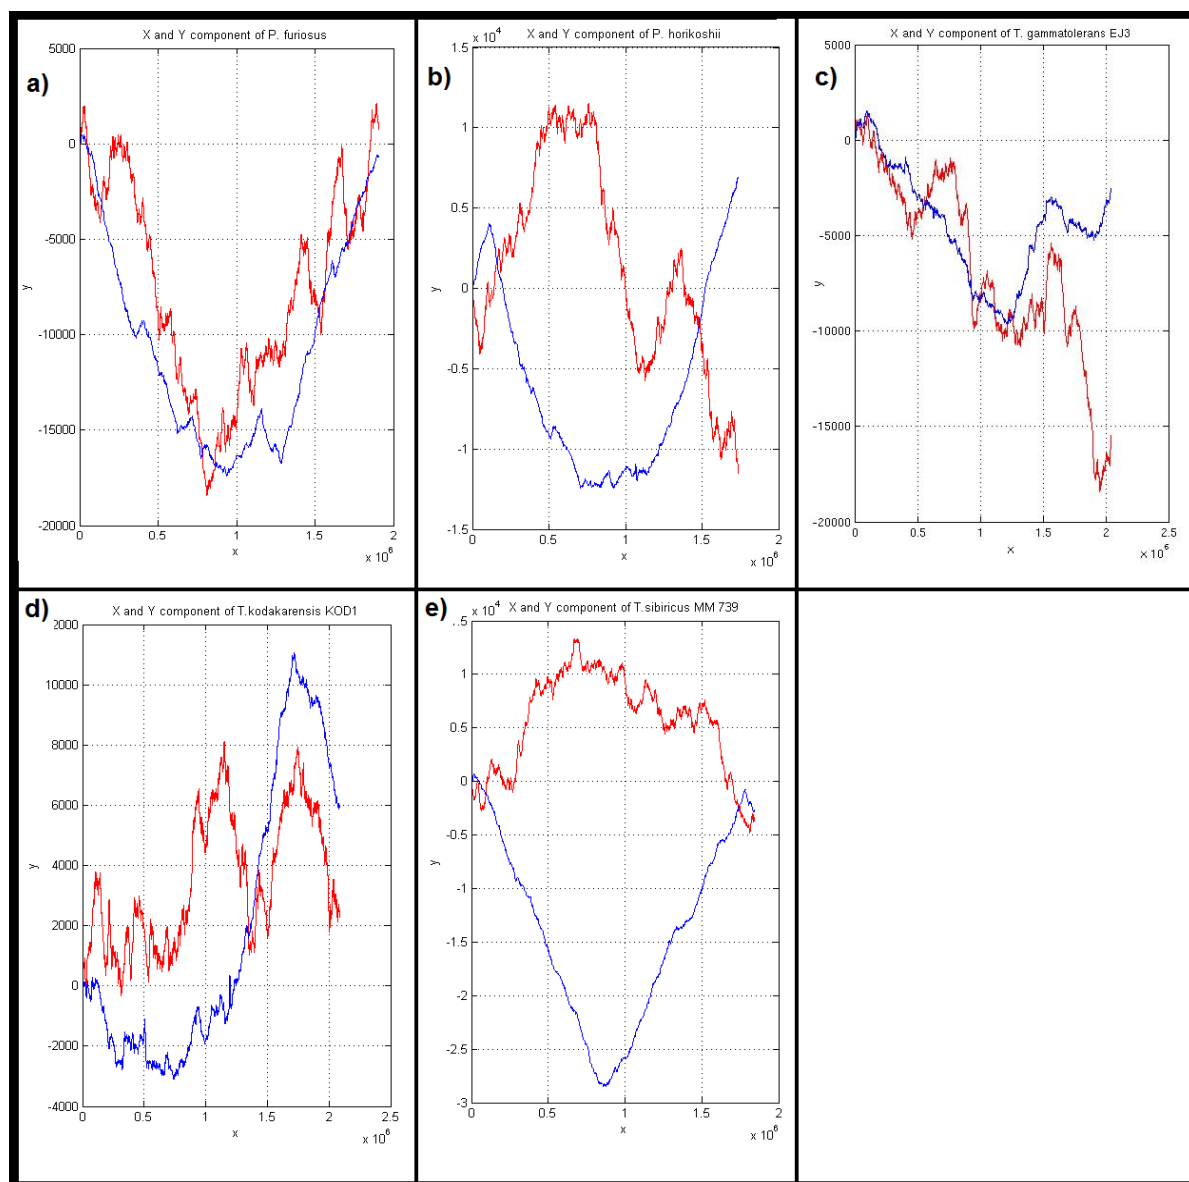 a)
X and Y component of P. furiosus
5000
0
-5000
-10000
-15000
-20000
y
0
0.5
1
1.5
2
x
x 10^6
b)
X and Y component of P. horikoshii
1.5 x 10^4
1
0.5
0
-0.5
-1
-1.5
y
0
0.5
1
1.5
2
x
x 10^6
c)
X and Y component of T. gammatolerans EJ3
5000
0
-5000
-10000
-15000
-20000
y
0
0.5
1
1.5
2
2.5
x
x 10^6
d)
X and Y component of T.kodakarensis KOD1
2000
10000
8000
6000
4000
2000
0
-2000
-4000
y
0
0.5
1
1.5
2
2.5
x
x 10^6
e)
X and Y component of T.sibiricus MM 739
.5 x 10^4
1
0.5
0
-0.5
-1
-1.5
-2
-2.5
-3
y
0
0.5
1
1.5
2
x
x 10^6